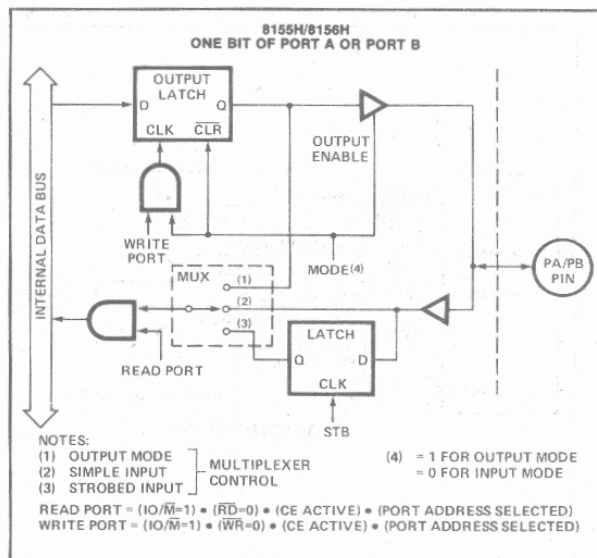 8155H/8156H
ONE BIT OF PORT A OR PORT B
OUTPUT
LATCH
D
Q
CLK
CLR
OUTPUT
ENABLE
WRITE
PORT
MODE(4)
INTERNAL DATA BUS
MUX
(1)
(2)
(3)
PA/PB
PIN
READ PORT
LATCH
Q
D
CLK
STB
NOTES:
(1) OUTPUT MODE
(2) SIMPLE INPUT
(3) STROBED INPUT
MULTIPLEXER
CONTROL
(4) = 1 FOR OUTPUT MODE
= 0 FOR INPUT MODE
READ PORT = (IO/M̅=1) • (R̅D̅=0) • (CE ACTIVE) • (PORT ADDRESS SELECTED)
WRITE PORT = (IO/M̅=1) • (W̅R̅=0) • (CE ACTIVE) • (PORT ADDRESS SELECTED)